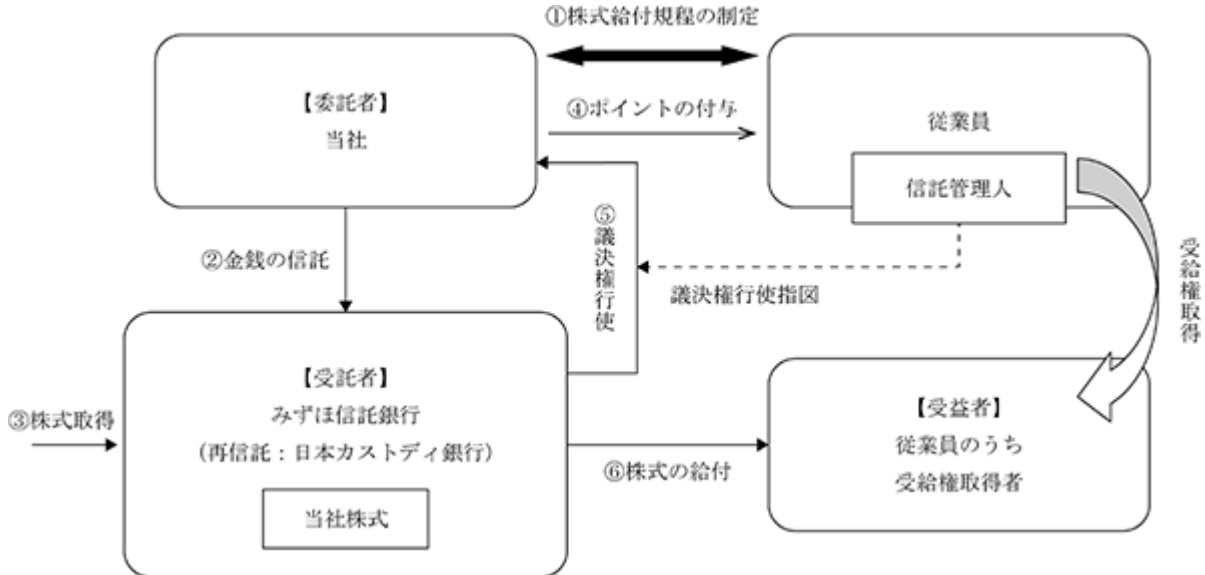 ①株式給付規程の制定
【委託者】
当社
④ポイントの付与
従業員
信託管理人
②金銭の信託
⑤議決権行使
議決権行使指図
受給権取得
③株式取得
【受託者】
みずほ信託銀行
(再信託：日本カストディ銀行)
当社株式
⑥株式の給付
【受益者】
従業員のうち
受給権取得者